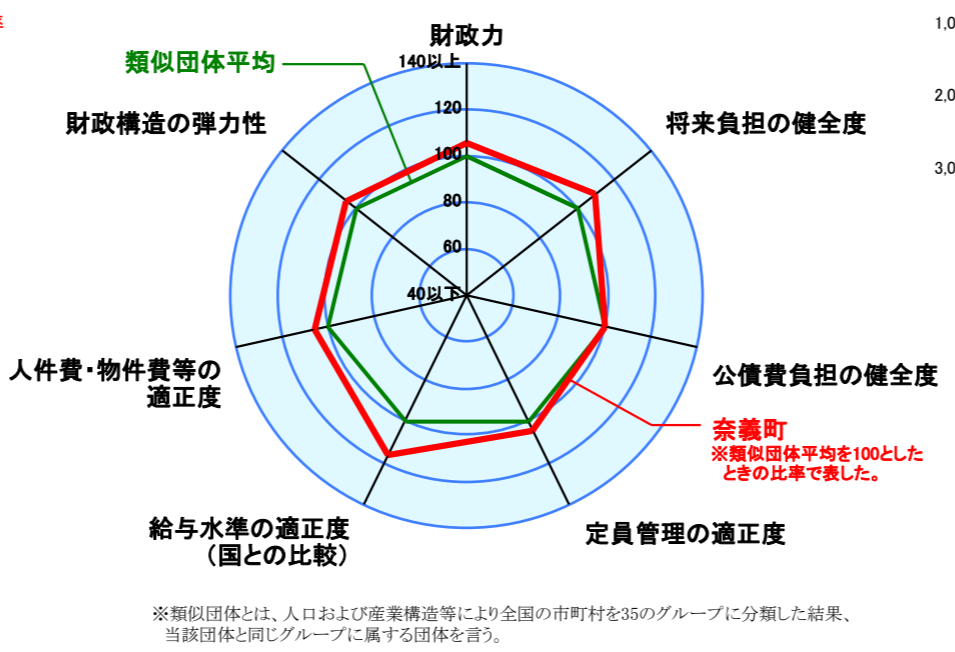 財政力
類似団体平均
140以上
財政構造の弾力性
120
将来負担の健全度
100
80
60
40以下
人件費・物件費等の
適正度
公債費負担の健全度
奈義町
※類似団体平均を100とした
ときの比率で表した。
給与水準の適正度
（国との比較）
定員管理の適正度
※類似団体とは、人口および産業構造等により全国の市町村を35のグループに分類した結果、
当該団体と同じグループに属する団体を言う。
1,0
2,0
3,0